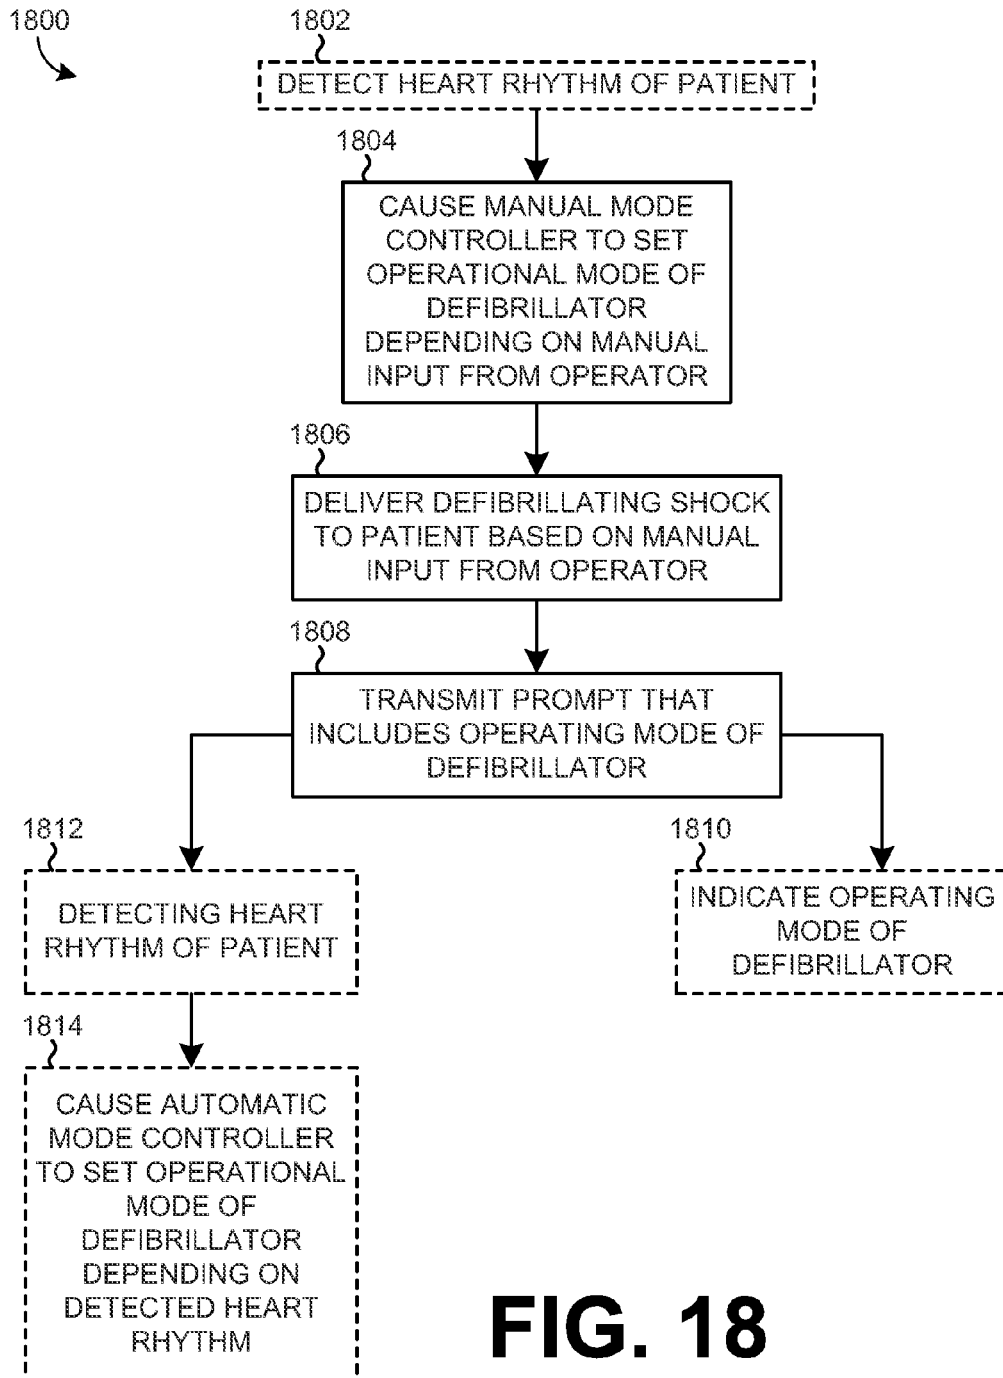 1800
1802
DETECT HEART RHYTHM OF PATIENT
1804
CAUSE MANUAL MODE
CONTROLLER TO SET
OPERATIONAL MODE OF
DEFIBRILLATOR
DEPENDING ON MANUAL
INPUT FROM OPERATOR
1806
DELIVER DEFIBRILLATING SHOCK
TO PATIENT BASED ON MANUAL
INPUT FROM OPERATOR
1808
TRANSMIT PROMPT THAT
INCLUDES OPERATING MODE OF
DEFIBRILLATOR
1812
DETECTING HEART
RHYTHM OF PATIENT
1810
INDICATE OPERATING
MODE OF
DEFIBRILLATOR
1814
CAUSE AUTOMATIC
MODE CONTROLLER
TO SET OPERATIONAL
MODE OF
DEFIBRILLATOR
DEPENDING ON
DETECTED HEART
RHYTHM
FIG. 18